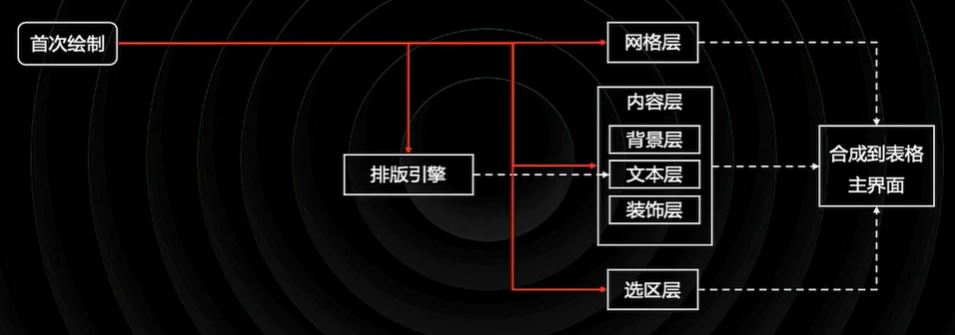 首次绘制
网格层
内容层
背景层
排版引擎
文本层
装饰层
选区层
合成到表格
主界面